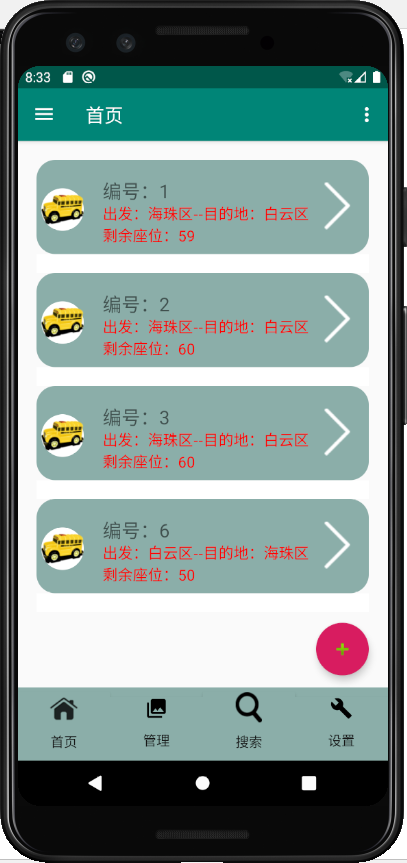 8:33
首页
编号：1
出发：海珠区--目的地：白云区
剩余座位：59
编号：2
出发：海珠区--目的地：白云区
剩余座位：60
编号：3
出发：海珠区--目的地：白云区
剩余座位：60
编号：6
出发：白云区--目的地：海珠区
剩余座位：50
+
首页 管理 搜索 设置